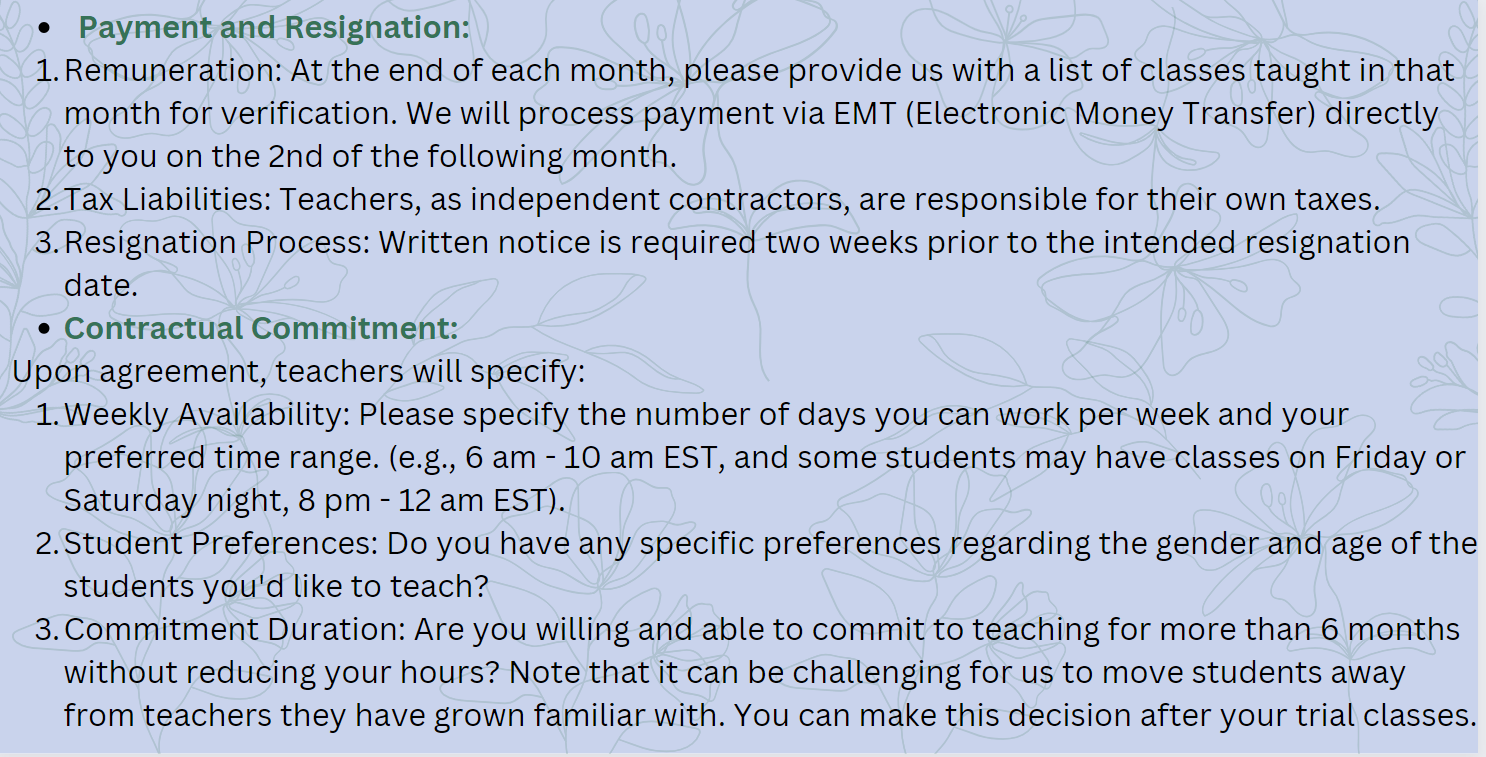 • Payment and Resignation:
1. Remuneration: At the end of each month, please provide us with a list of classes taught in that
month for verification. We will process payment via EMT (Electronic Money Transfer) directly
to you on the 2nd of the following month.
2. Tax Liabilities: Teachers, as independent contractors, are responsible for their own taxes.
3. Resignation Process: Written notice is required two weeks prior to the intended resignation
date.
• Contractual Commitment:
Upon agreement, teachers will specify:
1. Weekly Availability: Please specify the number of days you can work per week and your
preferred time range. (e.g., 6 am - 10 am EST, and some students may have classes on Friday or
Saturday night, 8 pm - 12 am EST).
2. Student Preferences: Do you have any specific preferences regarding the gender and age of the
students you'd like to teach?
3. Commitment Duration: Are you willing and able to commit to teaching for more than 6 months
without reducing your hours? Note that it can be challenging for us to move students away
from teachers they have grown familiar with. You can make this decision after your trial classes.